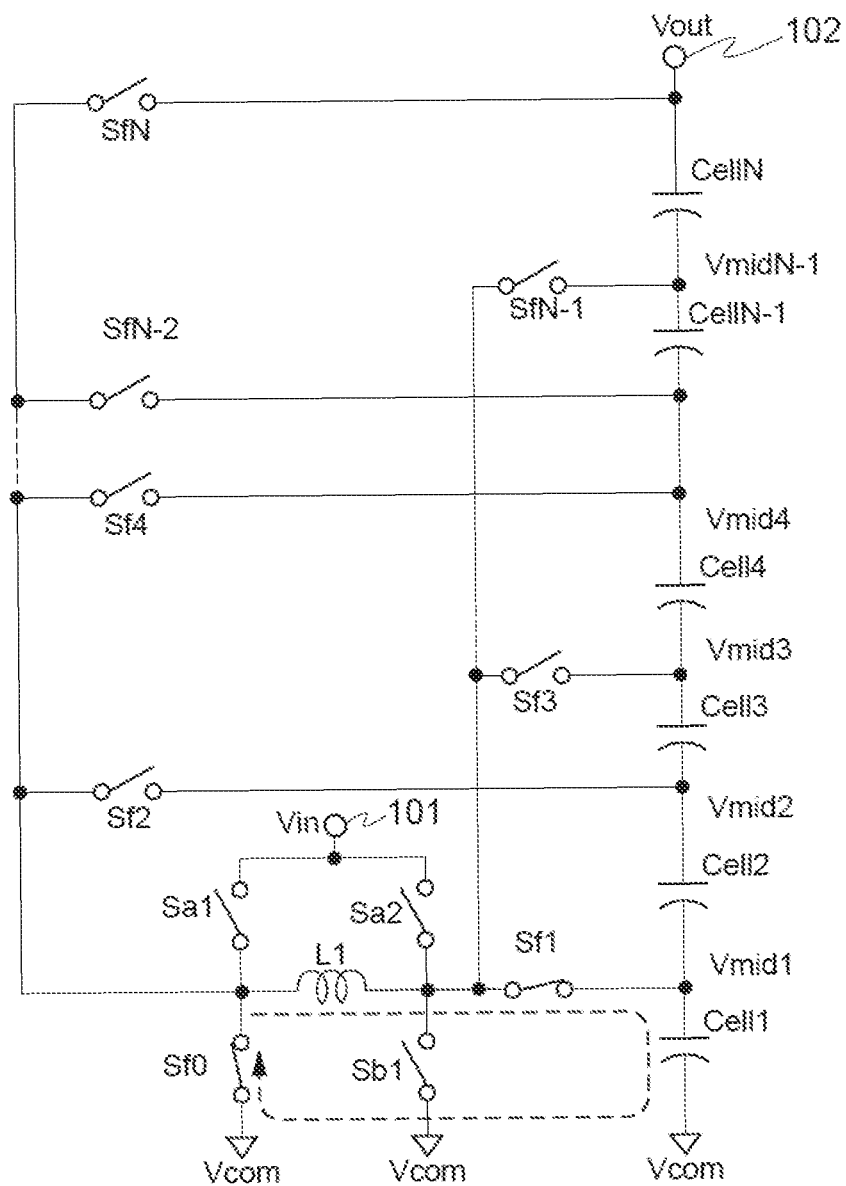 Vout
102
SfN
CellN
VmidN-1
SfN-1
CellN-1
SfN-2
Sf4
Vmid4
Cell4
Vmid3
Sf3
Cell3
Sf2
Vin
101
Vmid2
Cell2
Sa1
Sa2
L1
Sf1
Vmid1
Cell1
Sf0
Sb1
Vcom
Vcom
Vcom